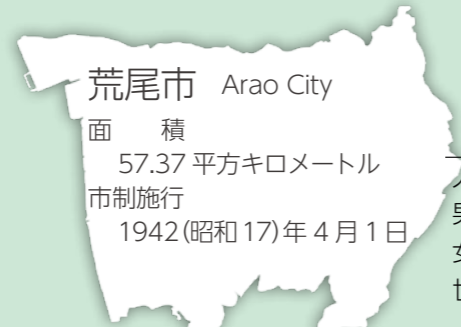 荒尾市 Arao City
面 積
57.37 平方キロメートル
市制施行
1942(昭和 17)年 4 月 1 日